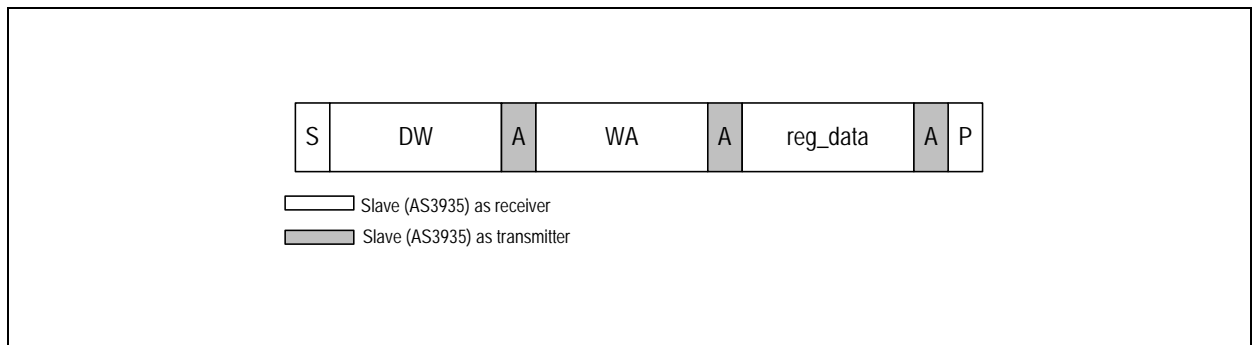 S DW A WA A reg_data A P
Slave (AS3935) as receiver
Slave (AS3935) as transmitter